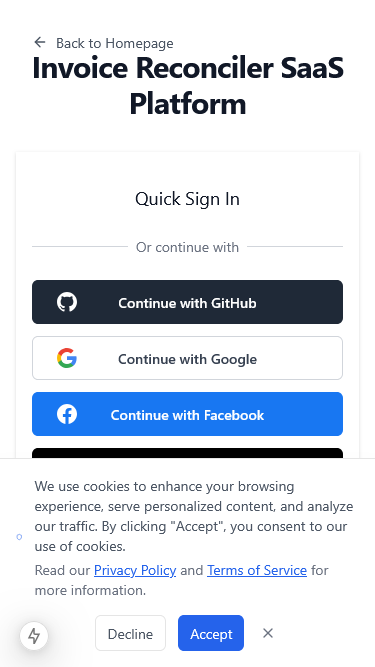 Back to Homepage
Invoice Reconciler SaaS
Platform
Quick Sign In
Or continue with
Continue with GitHub
Continue with Google
Continue with Facebook
We use cookies to enhance your browsing
experience, serve personalized content, and analyze
our traffic. By clicking "Accept", you consent to our
use of cookies.
Read our Privacy Policy and Terms of Service for
more information.
Decline
Accept